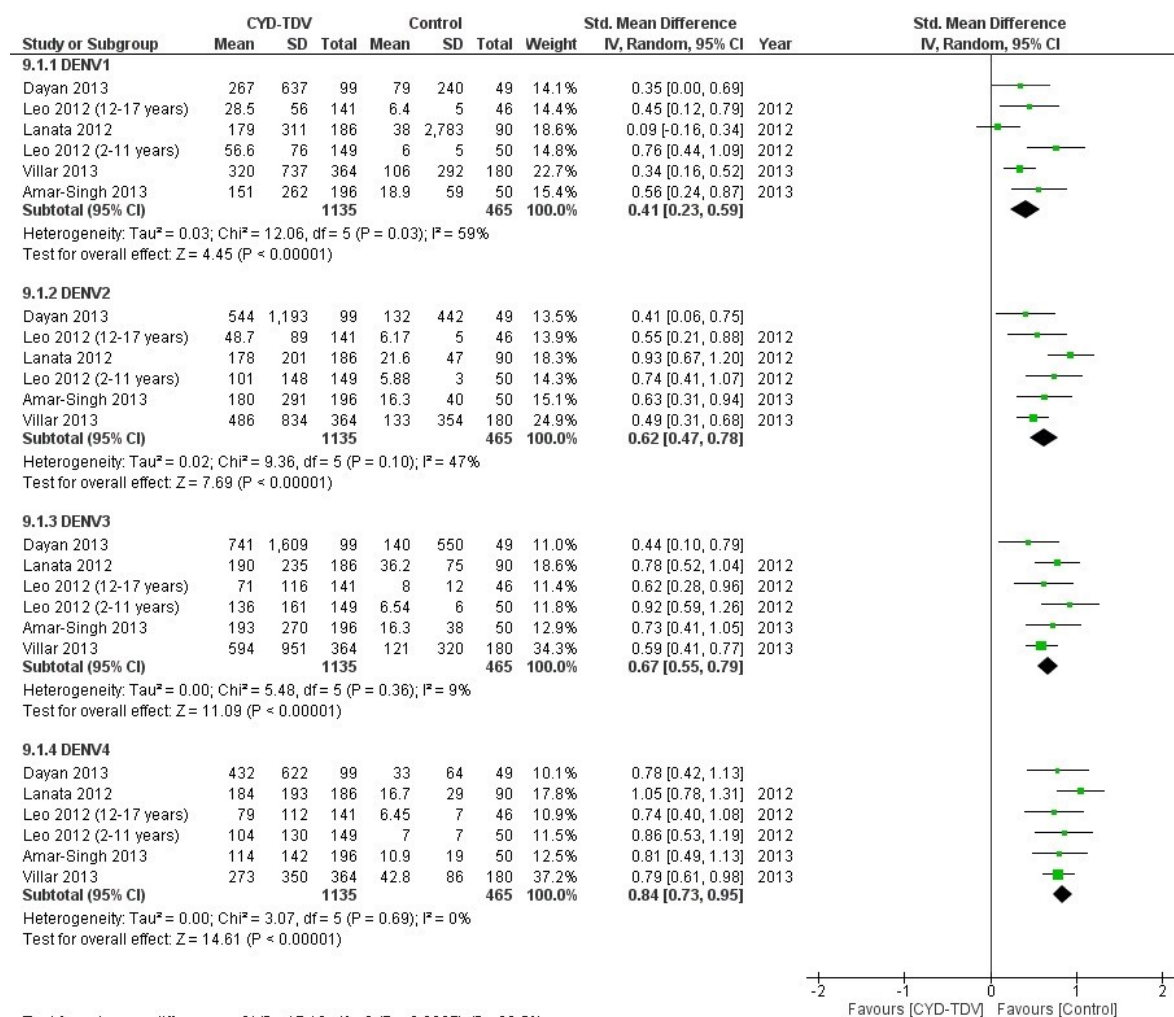 CYD-TDV Control Std. Mean Difference Std. Mean Difference
Study or Subgroup Mean SD Total Mean SD Total Weight IV, Random, 95% CI Year IV, Random, 95% CI
9.1.1 DENV1
Dayan 2013 267 637 99 79 240 49 14.1% 0.35 [0.00, 0.69]
Leo 2012 (12-17 years) 28.5 56 141 6.4 5 46 14.4% 0.45 [0.12, 0.79] 2012
Lanata 2012 179 311 186 38 2,783 90 18.6% 0.09 [-0.16, 0.34] 2012
Leo 2012 (2-11 years) 56.6 76 149 6 5 50 14.8% 0.76 [0.44, 1.09] 2012
Villar 2013 320 737 364 106 292 180 22.7% 0.34 [0.16, 0.52] 2013
Amar-Singh 2013 151 262 196 18.9 59 50 15.4% 0.56 [0.24, 0.87] 2013
Subtotal (95% CI) 1135 465 100.0% 0.41 [0.23, 0.59]
Heterogeneity: Tau² = 0.03; Chi² = 12.06, df = 5 (P = 0.03); I² = 59%
Test for overall effect: Z = 4.45 (P < 0.00001)
9.1.2 DENV2
Dayan 2013 544 1,193 99 132 442 49 13.5% 0.41 [0.06, 0.75]
Leo 2012 (12-17 years) 48.7 89 141 6.17 5 46 13.9% 0.55 [0.21, 0.88] 2012
Lanata 2012 178 201 186 21.6 47 90 18.3% 0.93 [0.67, 1.20] 2012
Leo 2012 (2-11 years) 101 148 149 5.88 3 50 14.3% 0.74 [0.41, 1.07] 2012
Amar-Singh 2013 180 291 196 16.3 40 50 15.1% 0.63 [0.31, 0.94] 2013
Villar 2013 486 834 364 133 354 180 24.9% 0.49 [0.31, 0.68] 2013
Subtotal (95% CI) 1135 465 100.0% 0.62 [0.47, 0.78]
Heterogeneity: Tau² = 0.02; Chi² = 9.36, df = 5 (P = 0.10); I² = 47%
Test for overall effect: Z = 7.69 (P < 0.00001)
9.1.3 DENV3
Dayan 2013 741 1,609 99 140 550 49 11.0% 0.44 [0.10, 0.79]
Lanata 2012 190 235 186 36.2 75 90 18.6% 0.78 [0.52, 1.04] 2012
Leo 2012 (12-17 years) 71 116 141 8 12 46 11.4% 0.62 [0.28, 0.96] 2012
Leo 2012 (2-11 years) 136 161 149 6.54 6 50 11.8% 0.92 [0.59, 1.26] 2012
Amar-Singh 2013 193 270 196 16.3 38 50 12.9% 0.73 [0.41, 1.05] 2013
Villar 2013 594 951 364 121 320 180 34.3% 0.59 [0.41, 0.77] 2013
Subtotal (95% CI) 1135 465 100.0% 0.67 [0.55, 0.79]
Heterogeneity: Tau² = 0.00; Chi² = 5.48, df = 5 (P = 0.36); I² = 9%
Test for overall effect: Z = 11.09 (P < 0.00001)
9.1.4 DENV4
Dayan 2013 432 622 99 33 64 49 10.1% 0.78 [0.42, 1.13]
Lanata 2012 184 193 186 16.7 29 90 17.8% 1.05 [0.78, 1.31] 2012
Leo 2012 (12-17 years) 79 112 141 6.45 7 46 10.9% 0.74 [0.40, 1.08] 2012
Leo 2012 (2-11 years) 104 130 149 7 7 50 11.5% 0.86 [0.53, 1.19] 2012
Amar-Singh 2013 114 142 196 10.9 19 50 12.5% 0.81 [0.49, 1.13] 2013
Villar 2013 273 350 364 42.8 86 180 37.2% 0.79 [0.61, 0.98] 2013
Subtotal (95% CI) 1135 465 100.0% 0.84 [0.73, 0.95]
Heterogeneity: Tau² = 0.00; Chi² = 3.07, df = 5 (P = 0.69); I² = 0%
Test for overall effect: Z = 14.61 (P < 0.00001)
-2 -1 0 1 2
Favours [CYD-TDV] Favours [Control]